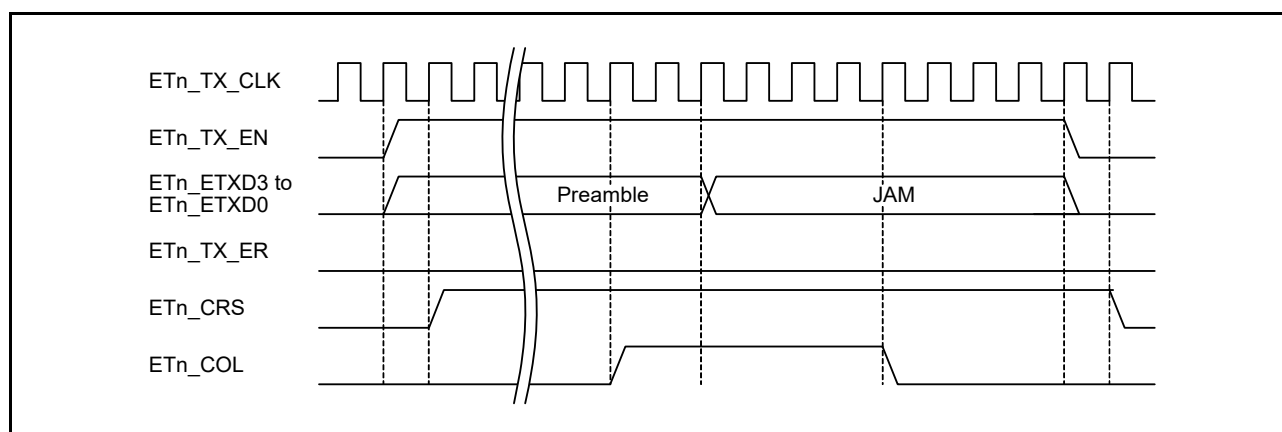 ETn_TX_CLK
ETn_TX_EN
ETn_ETXD3 to
ETn_ETXD0
Preamble
JAM
ETn_TX_ER
ETn_CRS
ETn_COL